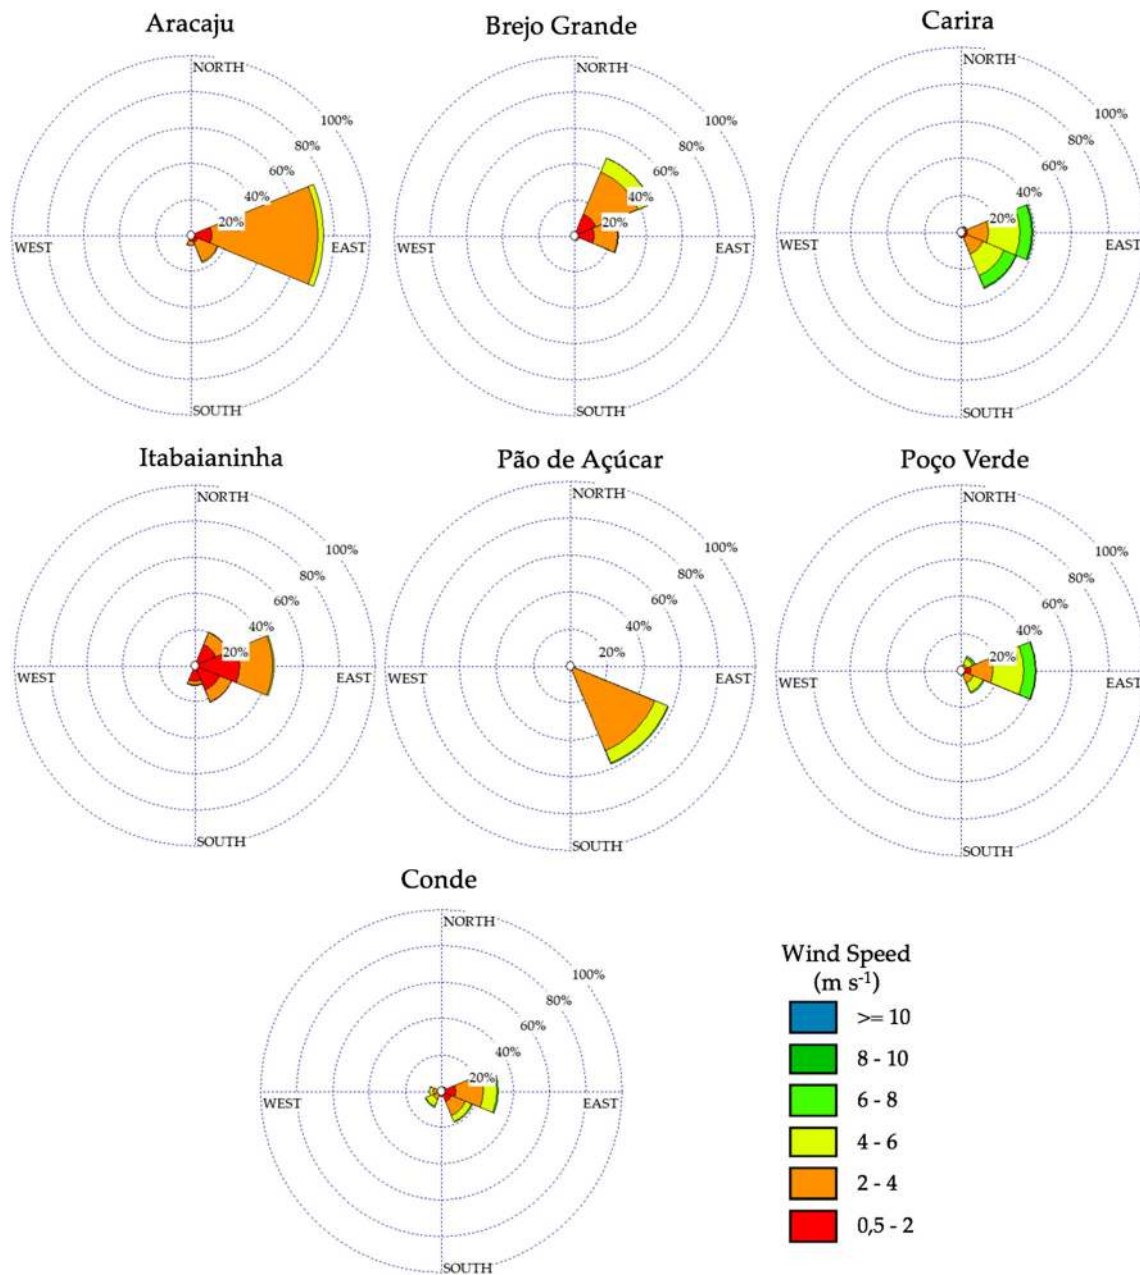 Aracaju
NORTH
100%
80%
60%
40%
20%
WEST
EAST
SOUTH
Brejo Grande
NORTH
100%
80%
60%
40%
20%
WEST
EAST
SOUTH
Carira
NORTH
100%
80%
60%
40%
20%
WEST
EAST
SOUTH
Itabaianinha
NORTH
100%
80%
60%
40%
20%
WEST
EAST
SOUTH
Pão de Açúcar
NORTH
100%
80%
60%
40%
20%
WEST
EAST
SOUTH
Poço Verde
NORTH
100%
80%
60%
40%
20%
WEST
EAST
SOUTH
Conde
NORTH
100%
80%
60%
40%
20%
WEST
EAST
SOUTH
Wind Speed
(m s⁻¹)
>= 10
8 - 10
6 - 8
4 - 6
2 - 4
0,5 - 2